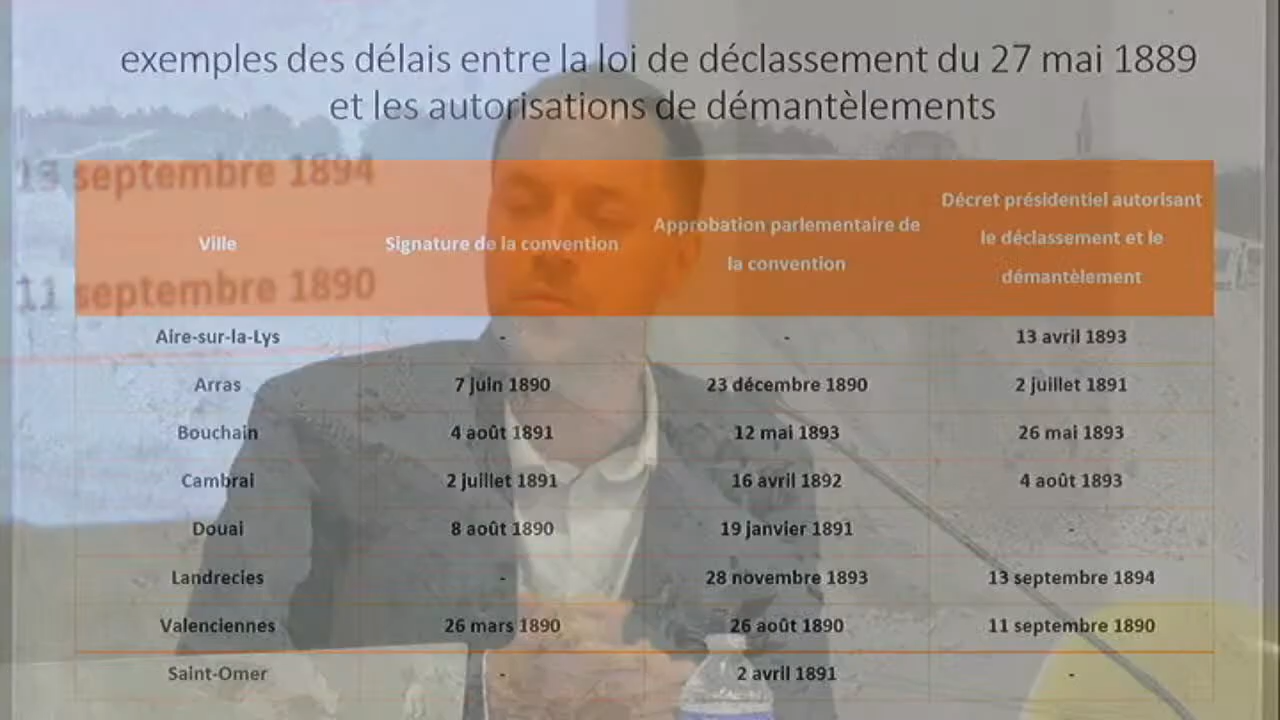 exemples des délais entre la loi de déclassement du 27 mai 1889
et les autorisations de démantèlements
13 septembre 1894
11 septembre 1890
Ville
Signature de la convention
Approbation parlementaire de
la convention
Décret présidentiel autorisant
le déclassement et le
démantèlement
Aire-sur-la-Lys - - 13 avril 1893
Arras 7 juin 1890 23 décembre 1890 2 juillet 1891
Bouchain 4 août 1891 12 mai 1893 26 mai 1893
Cambrai 2 juillet 1891 16 avril 1892 4 août 1893
Douai 8 août 1890 19 janvier 1891 -
Landrecies - 28 novembre 1893 13 septembre 1894
Valenciennes 26 mars 1890 26 août 1890 11 septembre 1890
Saint-Omer - 2 avril 1891 -